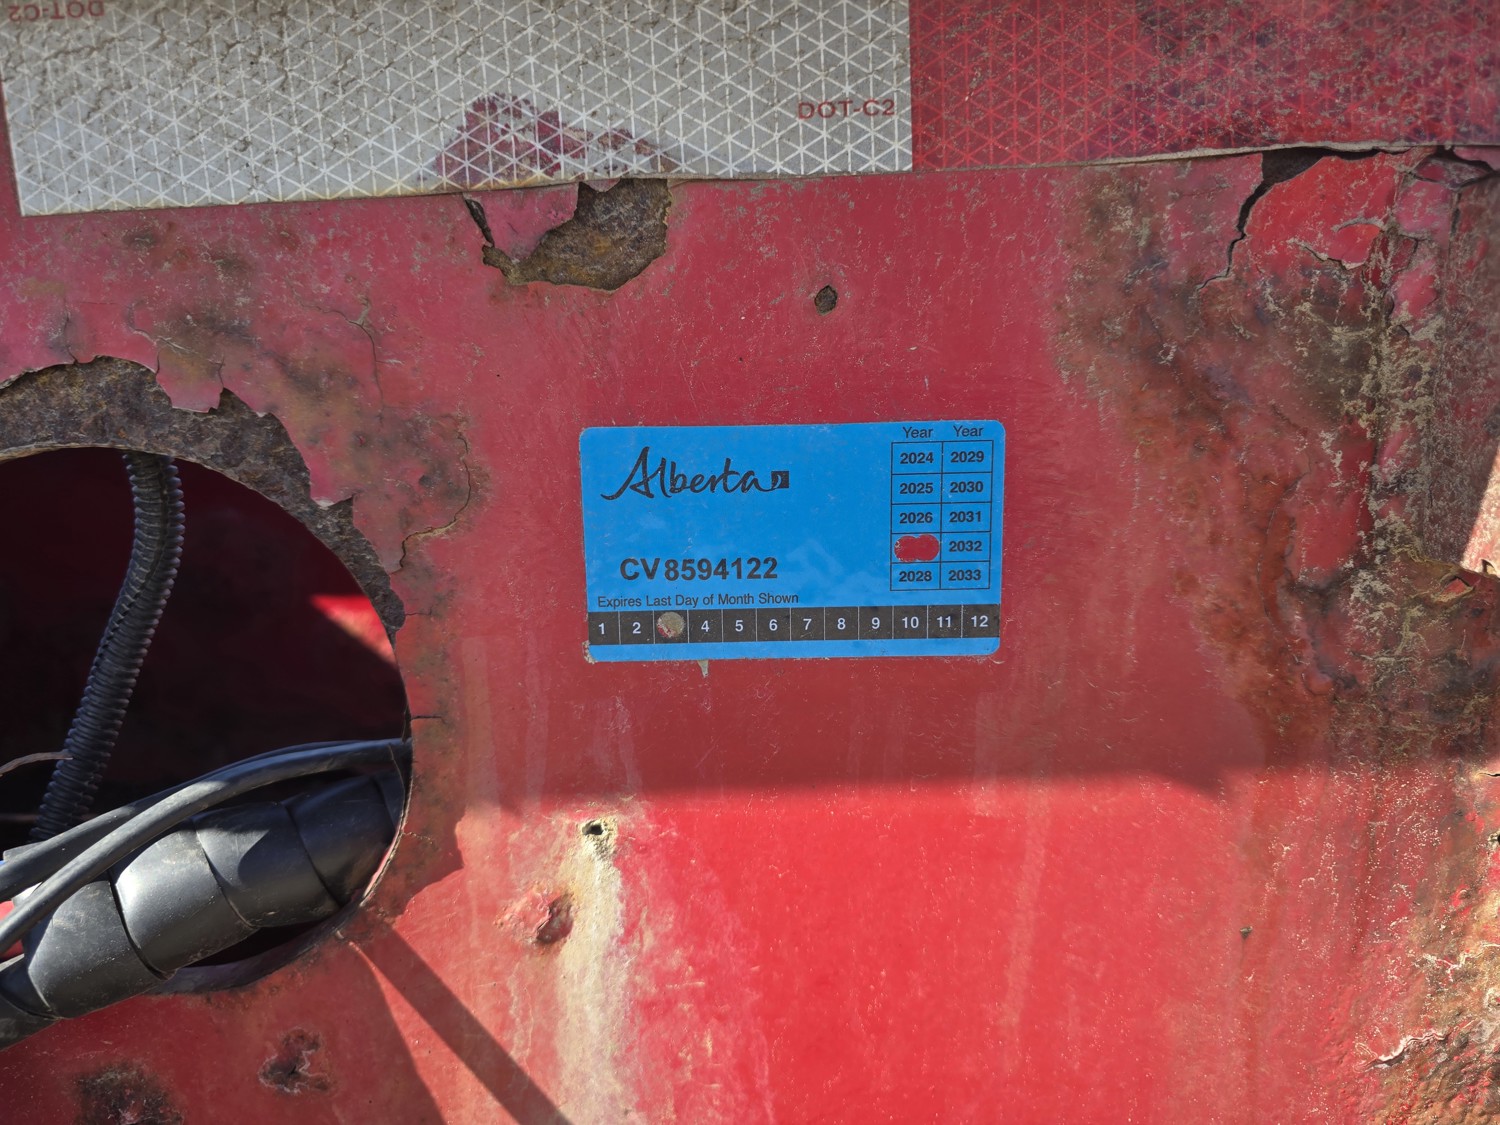 DOT-C2
DOT-C2
Alberta
Year Year
2024 2029
2025 2030
2026 2031
2032
2028 2033
CV8594122
Expires Last Day of Month Shown
1 2 4 5 6 7 8 9 10 11 12